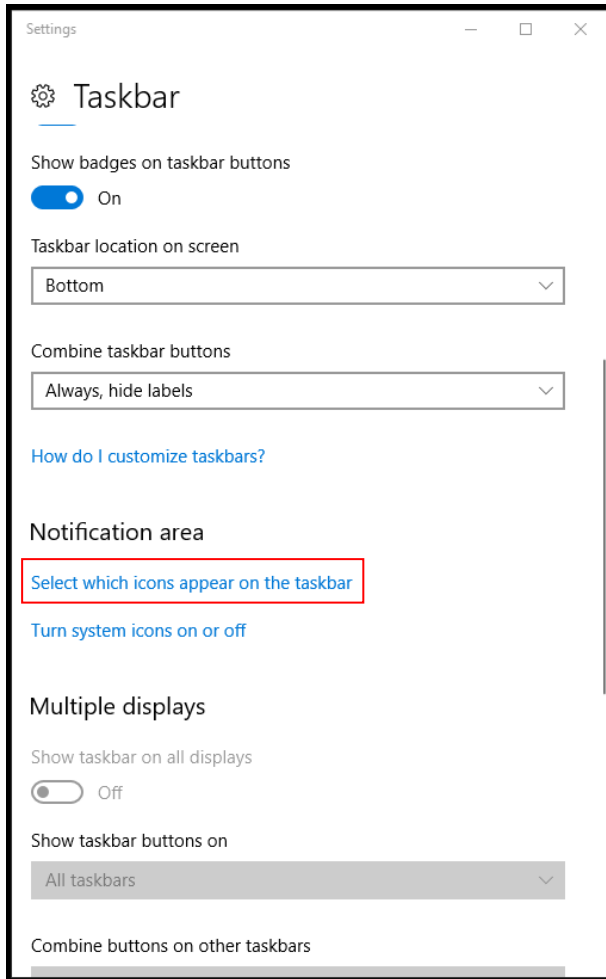 Settings
Taskbar
Show badges on taskbar buttons
On
Taskbar location on screen
Bottom
Combine taskbar buttons
Always, hide labels
How do I customize taskbars?
Notification area
Select which icons appear on the taskbar
Turn system icons on or off
Multiple displays
Show taskbar on all displays
Off
Show taskbar buttons on
All taskbars
Combine buttons on other taskbars